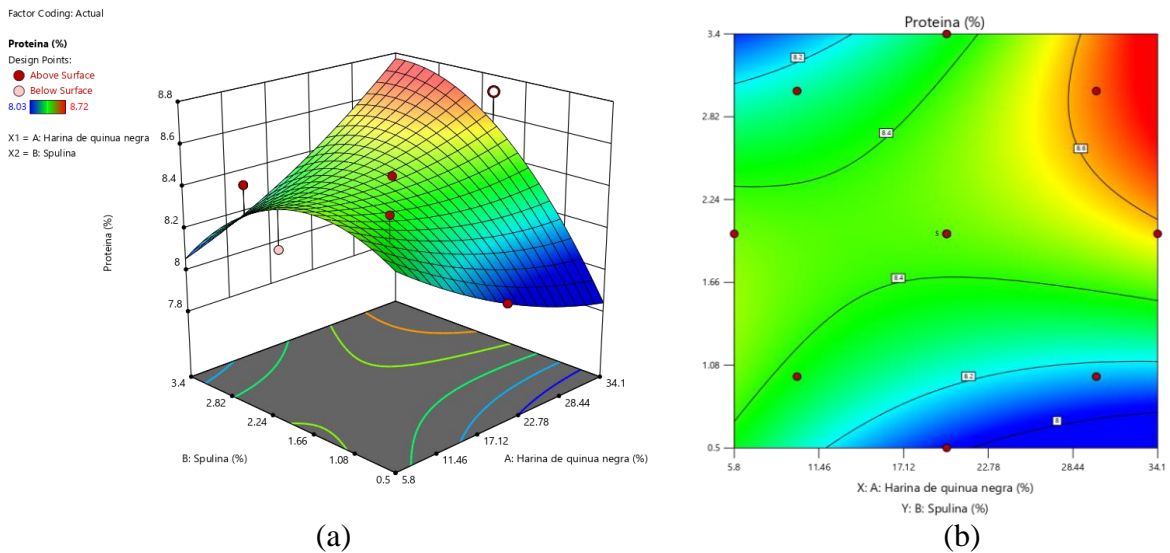 Factor Coding: Actual
Proteina (%)
Design Points:
Above Surface
Below Surface
8.03 8.72
X1 = A: Harina de quinua negra
X2 = B: Spulina
8.8
8.6
8.4
8.2
8
7.8
Proteina (%)
3.4
2.82
2.24
1.66
1.08
0.5
B: Spulina (%)
34.1
28.44
22.78
17.12
11.46
5.8
A: Harina de quinua negra (%)
(a)
Proteina (%)
3.4
2.82
2.24
1.66
1.08
0.5
8.2
8.4
8.6
5
8.4
8.2
8
5.8 11.46 17.12 22.78 28.44 34.1
X: A: Harina de quinua negra (%)
Y: B: Spulina (%)
(b)